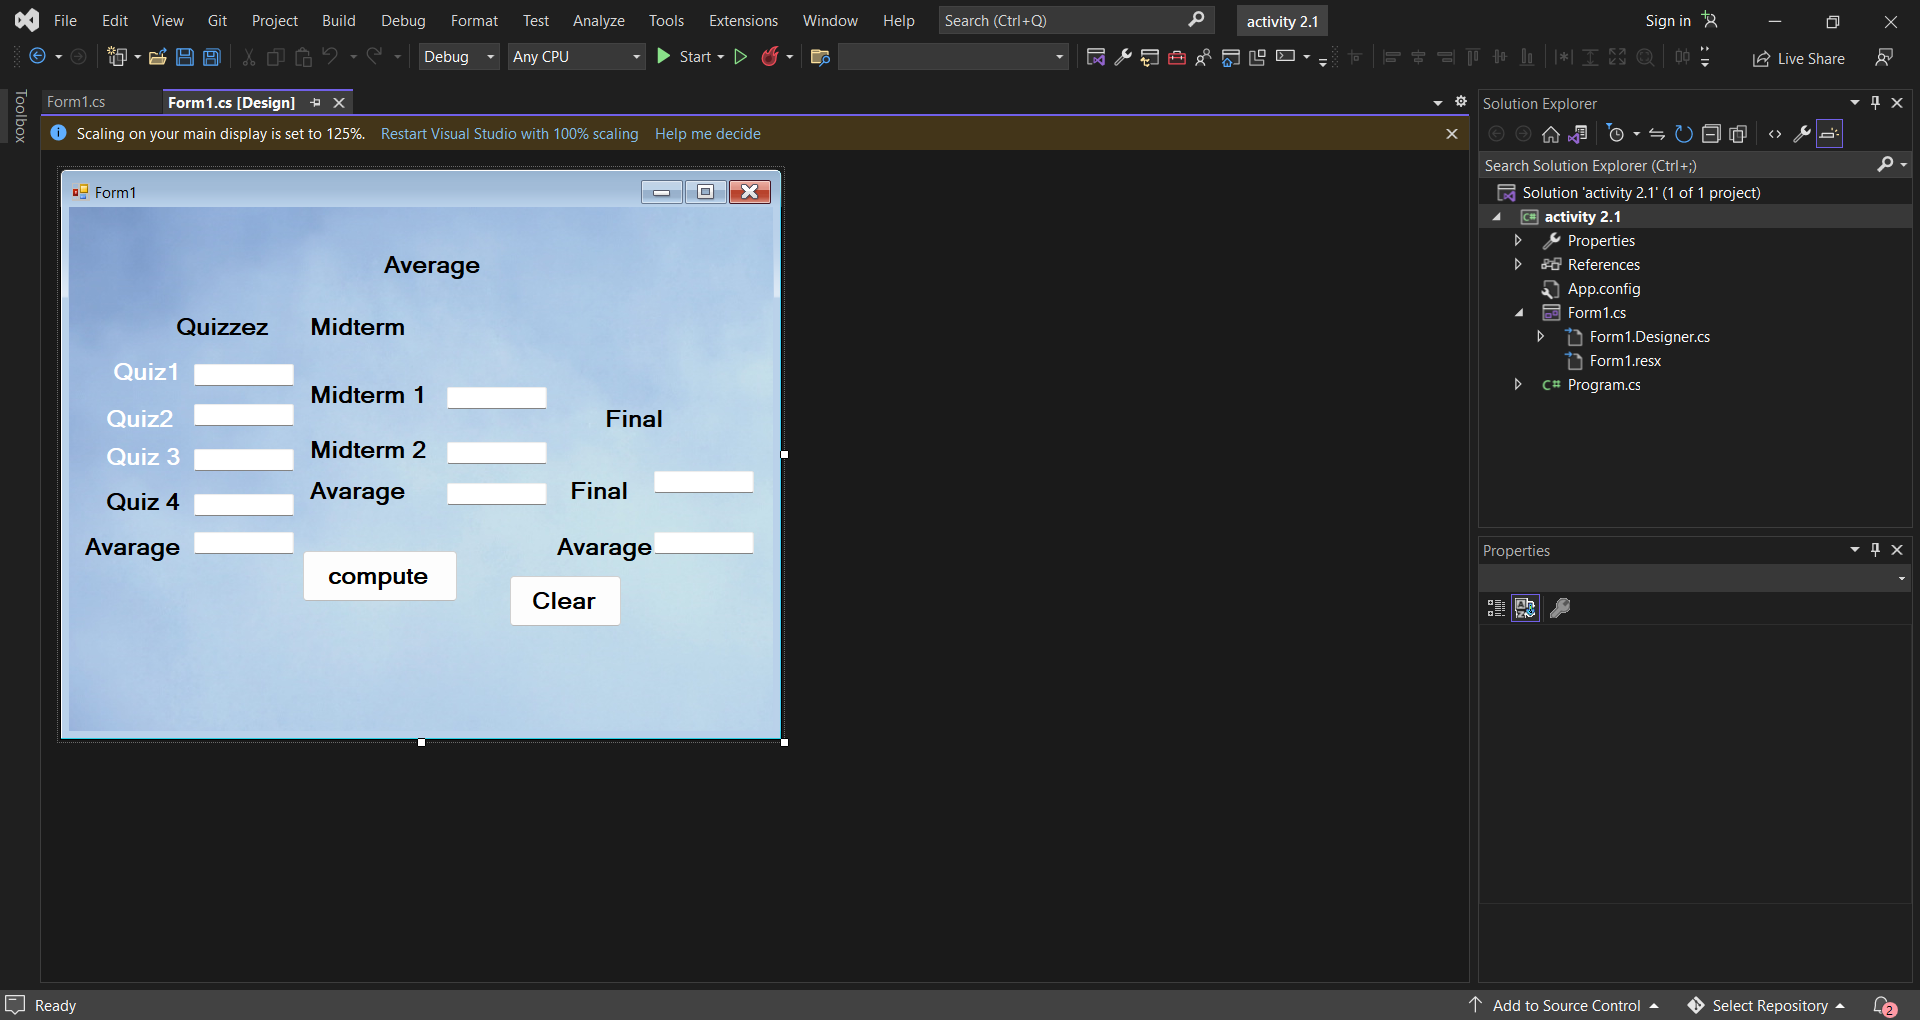 File Edit View Git Project Build Debug Format Test Analyze Tools Extensions Window Help Search (Ctrl+Q) activity 2.1 Sign in
Debug Any CPU Start Live Share
Toolbox
Form1.cs Form1.cs [Design]
Scaling on your main display is set to 125%. Restart Visual Studio with 100% scaling Help me decide
Form1
Average
Quizzez Midterm
Quiz1
Midterm 1
Quiz2 Final
Midterm 2
Quiz 3
Avarage Final
Quiz 4
Avarage Avarage
compute
Clear
Solution Explorer
Search Solution Explorer (Ctrl+;)
Solution 'activity 2.1' (1 of 1 project)
C# activity 2.1
Properties
References
App.config
Form1.cs
Form1.Designer.cs
Form1.resx
C# Program.cs
Properties
Ready Add to Source Control Select Repository 2